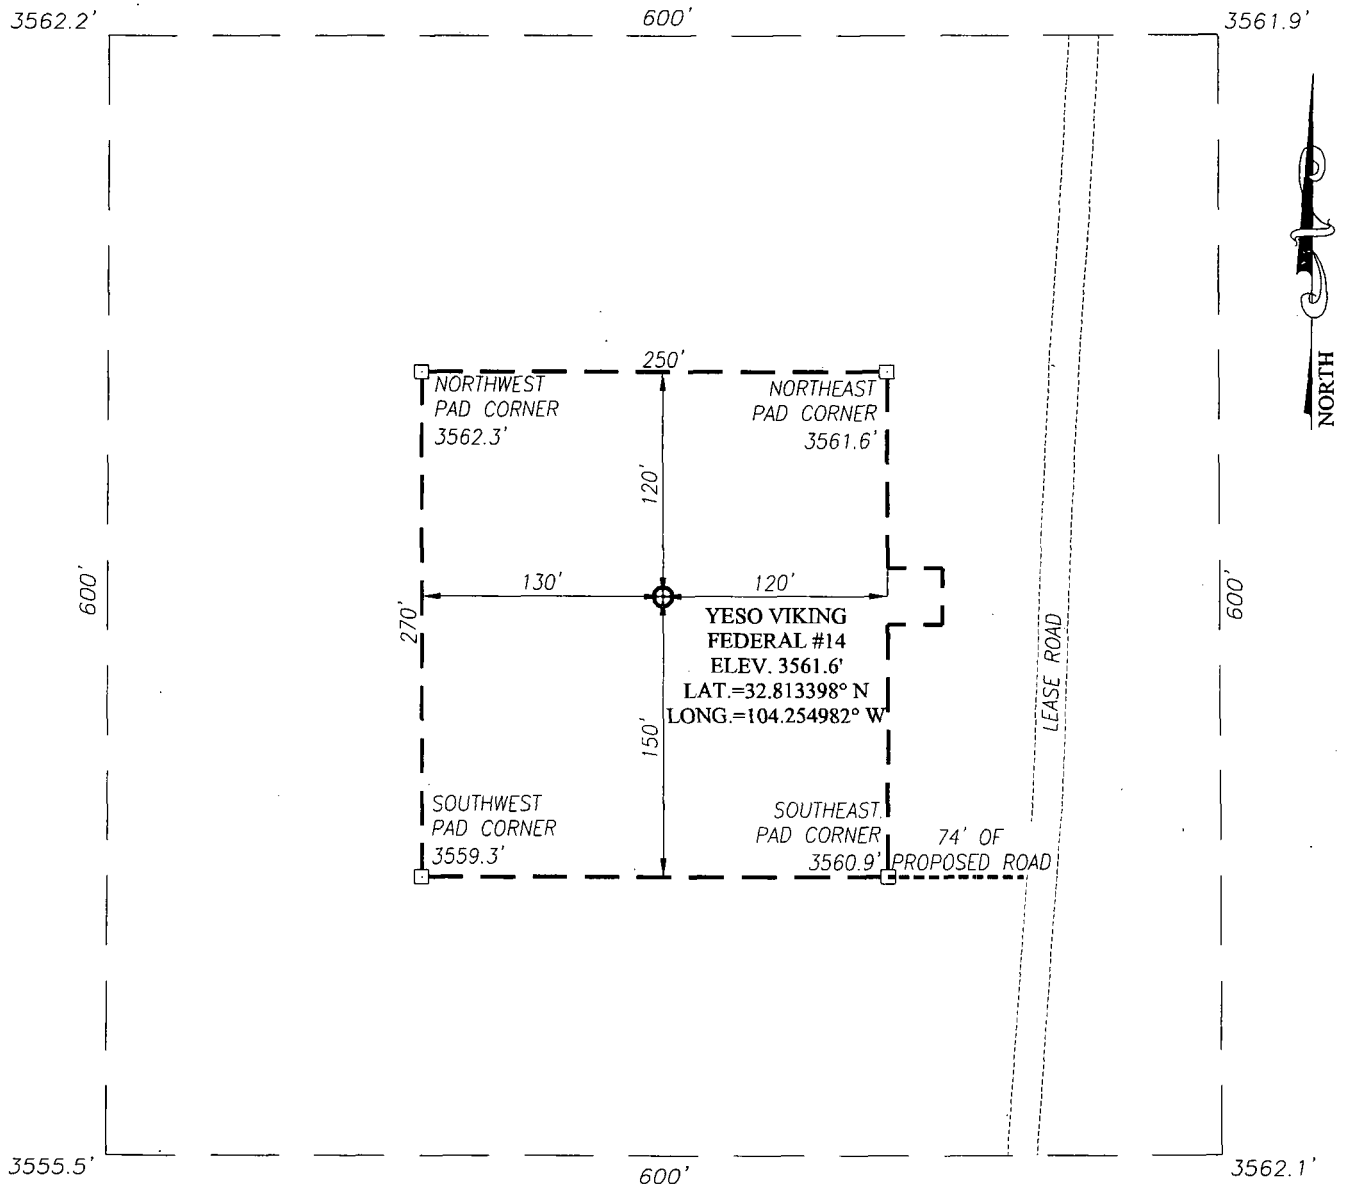 3562.2'
600'
3561.9'
NORTH
250'
NORTHWEST
PAD CORNER
3562.3'
NORTHEAST
PAD CORNER
3561.6'
120'
600'
130'
120'
600'
270'
YESO VIKING
FEDERAL #14
ELEV. 3561.6'
LAT.=32.813398° N
LONG.=104.254982° W
LEASE ROAD
150'
SOUTHWEST
PAD CORNER
3559.3'
SOUTHEAST
PAD CORNER
3560.9'
74' OF
PROPOSED ROAD
3555.5'
600'
3562.1'